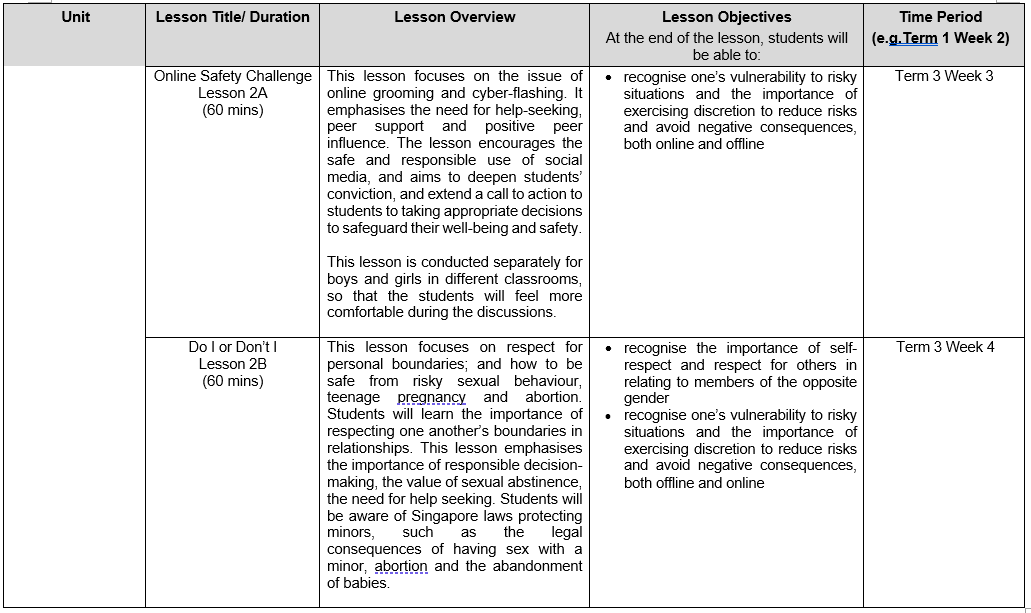 Unit
Lesson Title/ Duration
Lesson Overview
Lesson Objectives
At the end of the lesson, students will
be able to:
Time Period
(e.g.Term 1 Week 2)
Online Safety Challenge
Lesson 2A
(60 mins)
This lesson focuses on the issue of
online grooming and cyber-flashing. It
emphasises the need for help-seeking,
peer support and positive peer
influence. The lesson encourages the
safe and responsible use of social
media, and aims to deepen students'
conviction, and extend a call to action to
students to taking appropriate decisions
to safeguard their well-being and safety.
This lesson is conducted separately for
boys and girls in different classrooms,
so that the students will feel more
comfortable during the discussions.
• recognise one's vulnerability to risky
situations and the importance of
exercising discretion to reduce risks
and avoid negative consequences,
both online and offline
Term 3 Week 3
Do I or Don't I
Lesson 2B
(60 mins)
This lesson focuses on respect for
personal boundaries; and how to be
safe from risky sexual behaviour,
teenage pregnancy and abortion.
Students will learn the importance of
respecting one another's boundaries in
relationships. This lesson emphasises
the importance of responsible decision-
making, the value of sexual abstinence,
the need for help seeking. Students will
be aware of Singapore laws protecting
minors, such as the legal
consequences of having sex with a
minor, abortion and the abandonment
of babies.
• recognise the importance of self-
respect and respect for others in
relating to members of the opposite
gender
• recognise one's vulnerability to risky
situations and the importance of
exercising discretion to reduce risks
and avoid negative consequences,
both offline and online
Term 3 Week 4